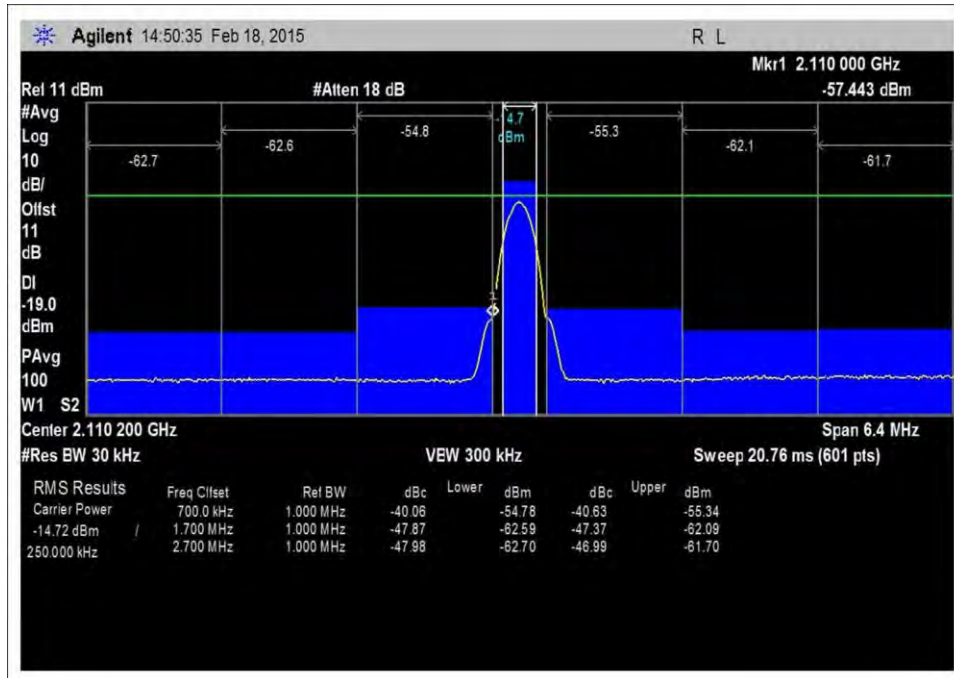 Agilent 14:50:35 Feb 18, 2015 R L
Mkr1 2.110 000 GHz
Rel 11 dBm #Atten 18 dB -57.443 dBm
#Avg
Log
10
dB/
Offst
11
dB
DI
-19.0
dBm
PAvg
100
W1 S2
-62.7 -62.6 -54.8 -14.7 dBm -55.3 -62.1 -61.7
1
Center 2.110 200 GHz Span 6.4 MHz
#Res BW 30 kHz VEW 300 kHz Sweep 20.76 ms (601 pts)
RMS Results Freq Clfset Ref BW dBc Lower dBm dBc Upper dBm
Carrier Power 700.0 kHz 1.000 MHz -40.06 -54.78 -40.63 -55.34
-14.72 dBm / 1.700 MHz 1.000 MHz -47.87 -62.59 -47.37 -62.09
250.000 kHz 2.700 MHz 1.000 MHz -47.98 -62.70 -46.99 -61.70